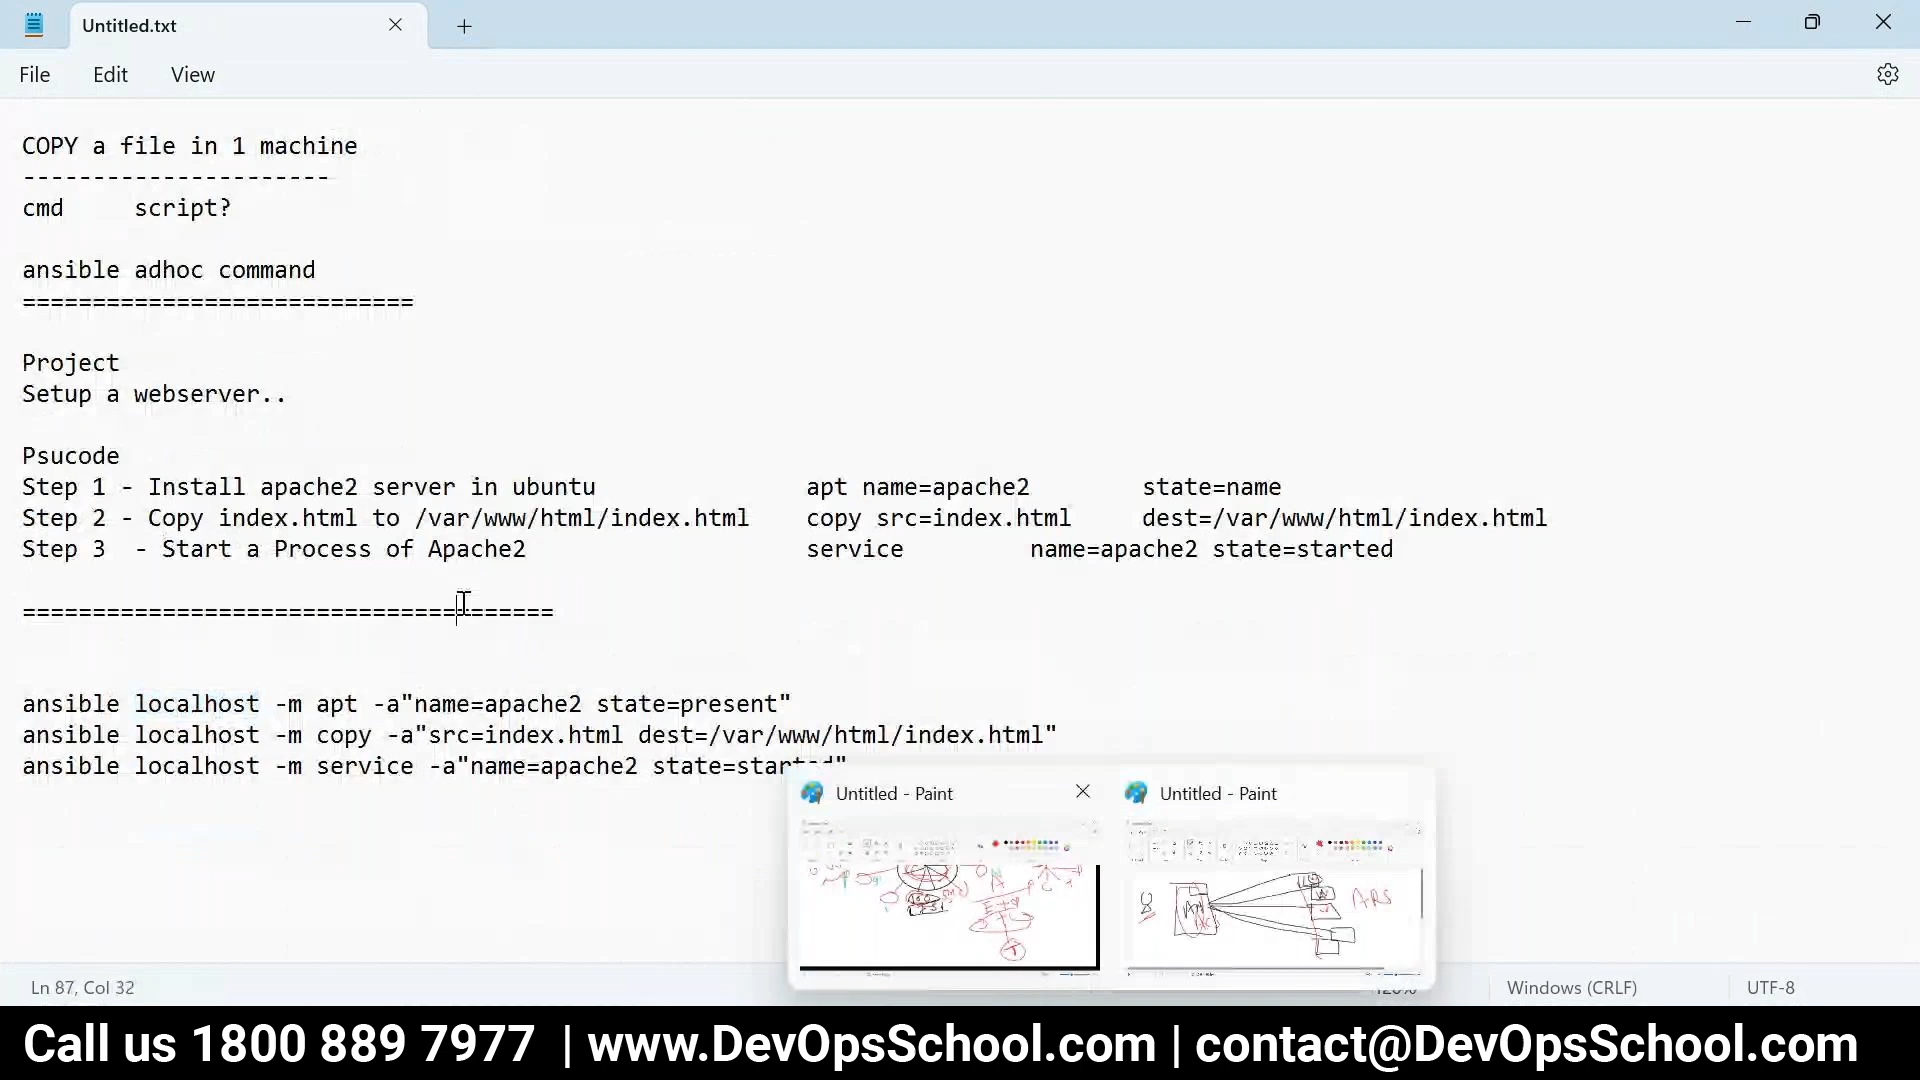 Untitled.txt
File Edit View
COPY a file in 1 machine
----------------------
cmd     script?
ansible adhoc command
============================
Project
Setup a webserver..
Psucode
Step 1 - Install apache2 server in ubuntu               apt name=apache2        state=name
Step 2 - Copy index.html to /var/www/html/index.html    copy src=index.html     dest=/var/www/html/index.html
Step 3  - Start a Process of Apache2                    service         name=apache2 state=started
======================================
ansible localhost -m apt -a"name=apache2 state=present"
ansible localhost -m copy -a"src=index.html dest=/var/www/html/index.html"
ansible localhost -m service -a"name=apache2 state=started"
Untitled - Paint Untitled - Paint
Ln 87, Col 32 Windows (CRLF) UTF-8
Call us 1800 889 7977 | www.DevOpsSchool.com | contact@DevOpsSchool.com